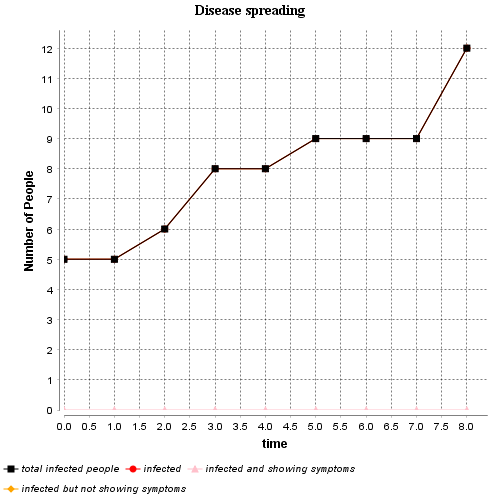 Disease spreading
12
11
10
9
8
7
6
5
4
3
2
1
0
Number of People
0.0 0.5 1.0 1.5 2.0 2.5 3.0 3.5 4.0 4.5 5.0 5.5 6.0 6.5 7.0 7.5 8.0
time
total infected people infected infected and showing symptoms
infected but not showing symptoms